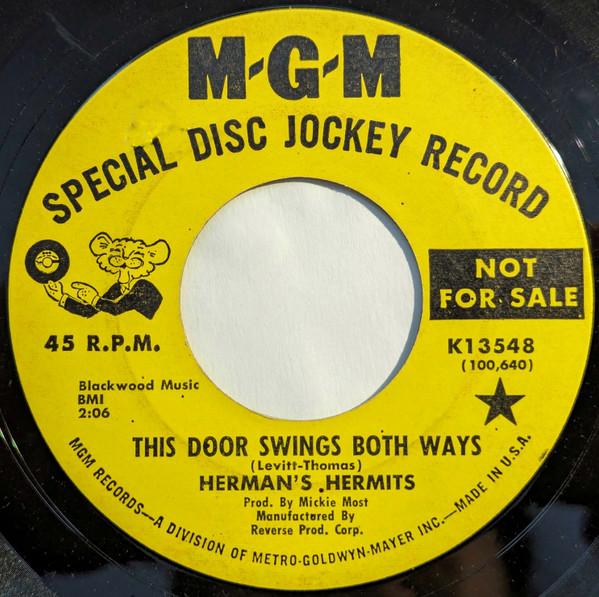 M-G-M
SPECIAL DISC JOCKEY RECORD
NOT
FOR SALE
45 R.P.M.
K13548
(100,640)
Blackwood Music
BMI
2:06
THIS DOOR SWINGS BOTH WAYS
(Levitt-Thomas)
HERMAN'S HERMITS
Prod. By Mickie Most
Manufactured By
Reverse Prod. Corp.
MGM RECORDS—A DIVISION OF METRO-GOLDWYN-MAYER INC.—MADE IN U.S.A.